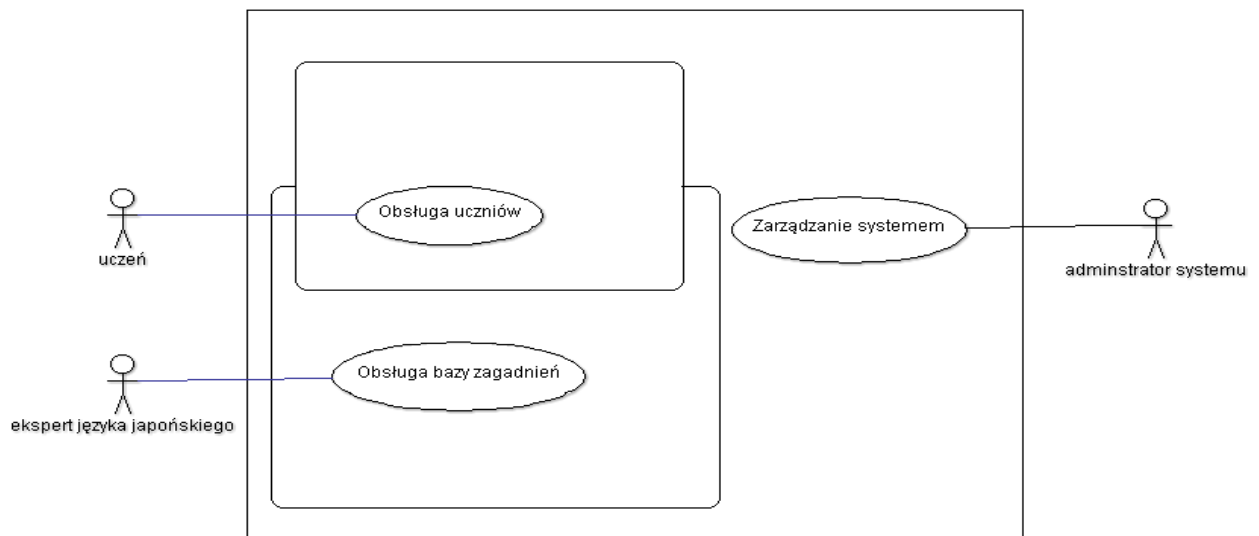 Obsługa uczniów
Zarządzanie systemem
uczeń
adminstrator systemu
Obsługa bazy zagadnień
ekspert języka japońskiego